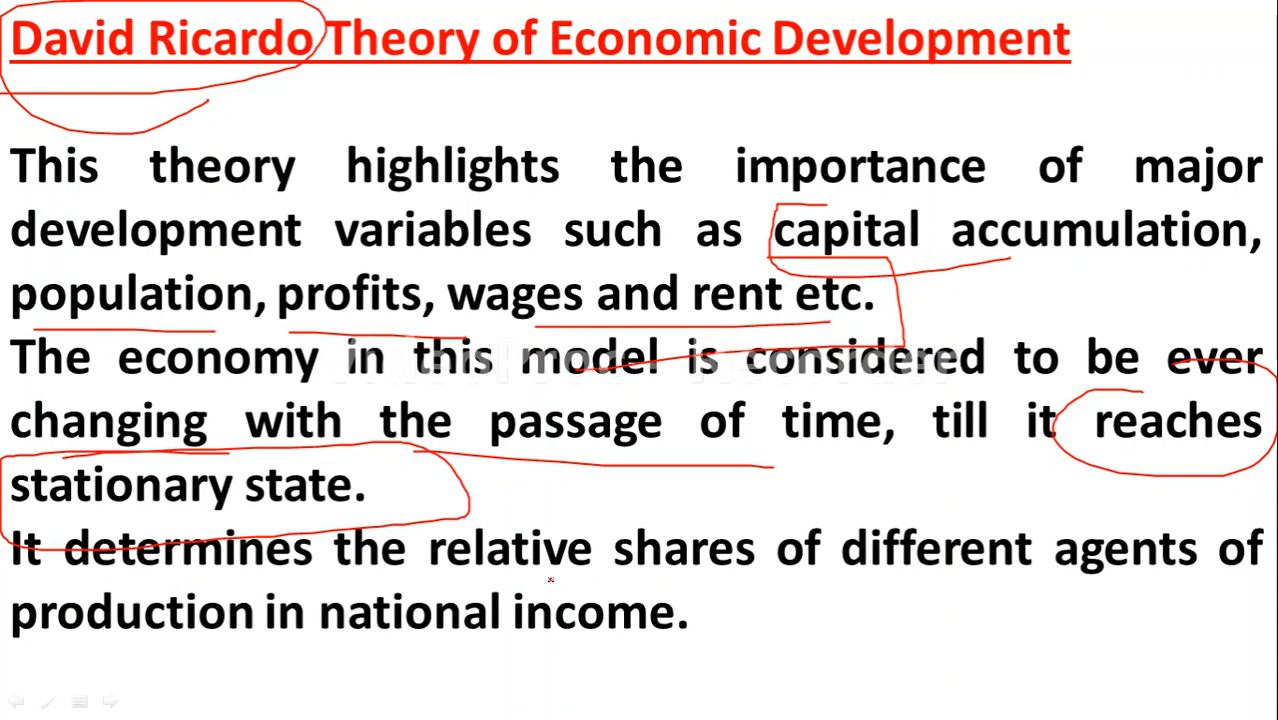 David Ricardo Theory of Economic Development
This theory highlights the importance of major
development variables such as capital accumulation,
population, profits, wages and rent etc.
The economy in this model is considered to be ever
changing with the passage of time, till it reaches
stationary state.
It determines the relative shares of different agents of
production in national income.